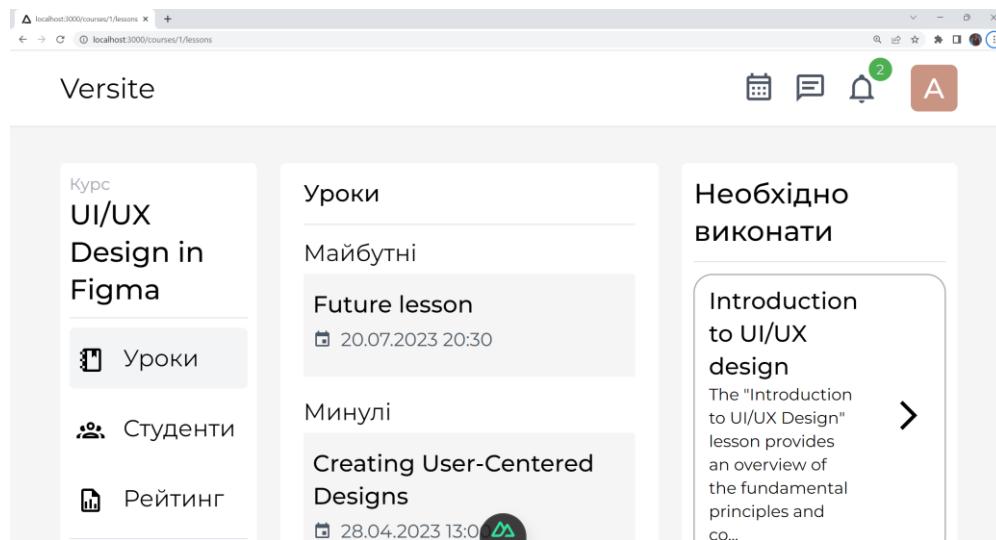 localhost:3000/courses/1/lessons
localhost:3000/courses/1/lessons
Versite
2
A
Курс
UI/UX
Design in
Figma
Уроки
Студенти
Рейтинг
Уроки
Майбутні
Future lesson
20.07.2023 20:30
Минулі
Creating User-Centered
Designs
28.04.2023 13:0
Необхідно
виконати
Introduction
to UI/UX
design
The "Introduction
to UI/UX Design"
lesson provides
an overview of
the fundamental
principles and
co...